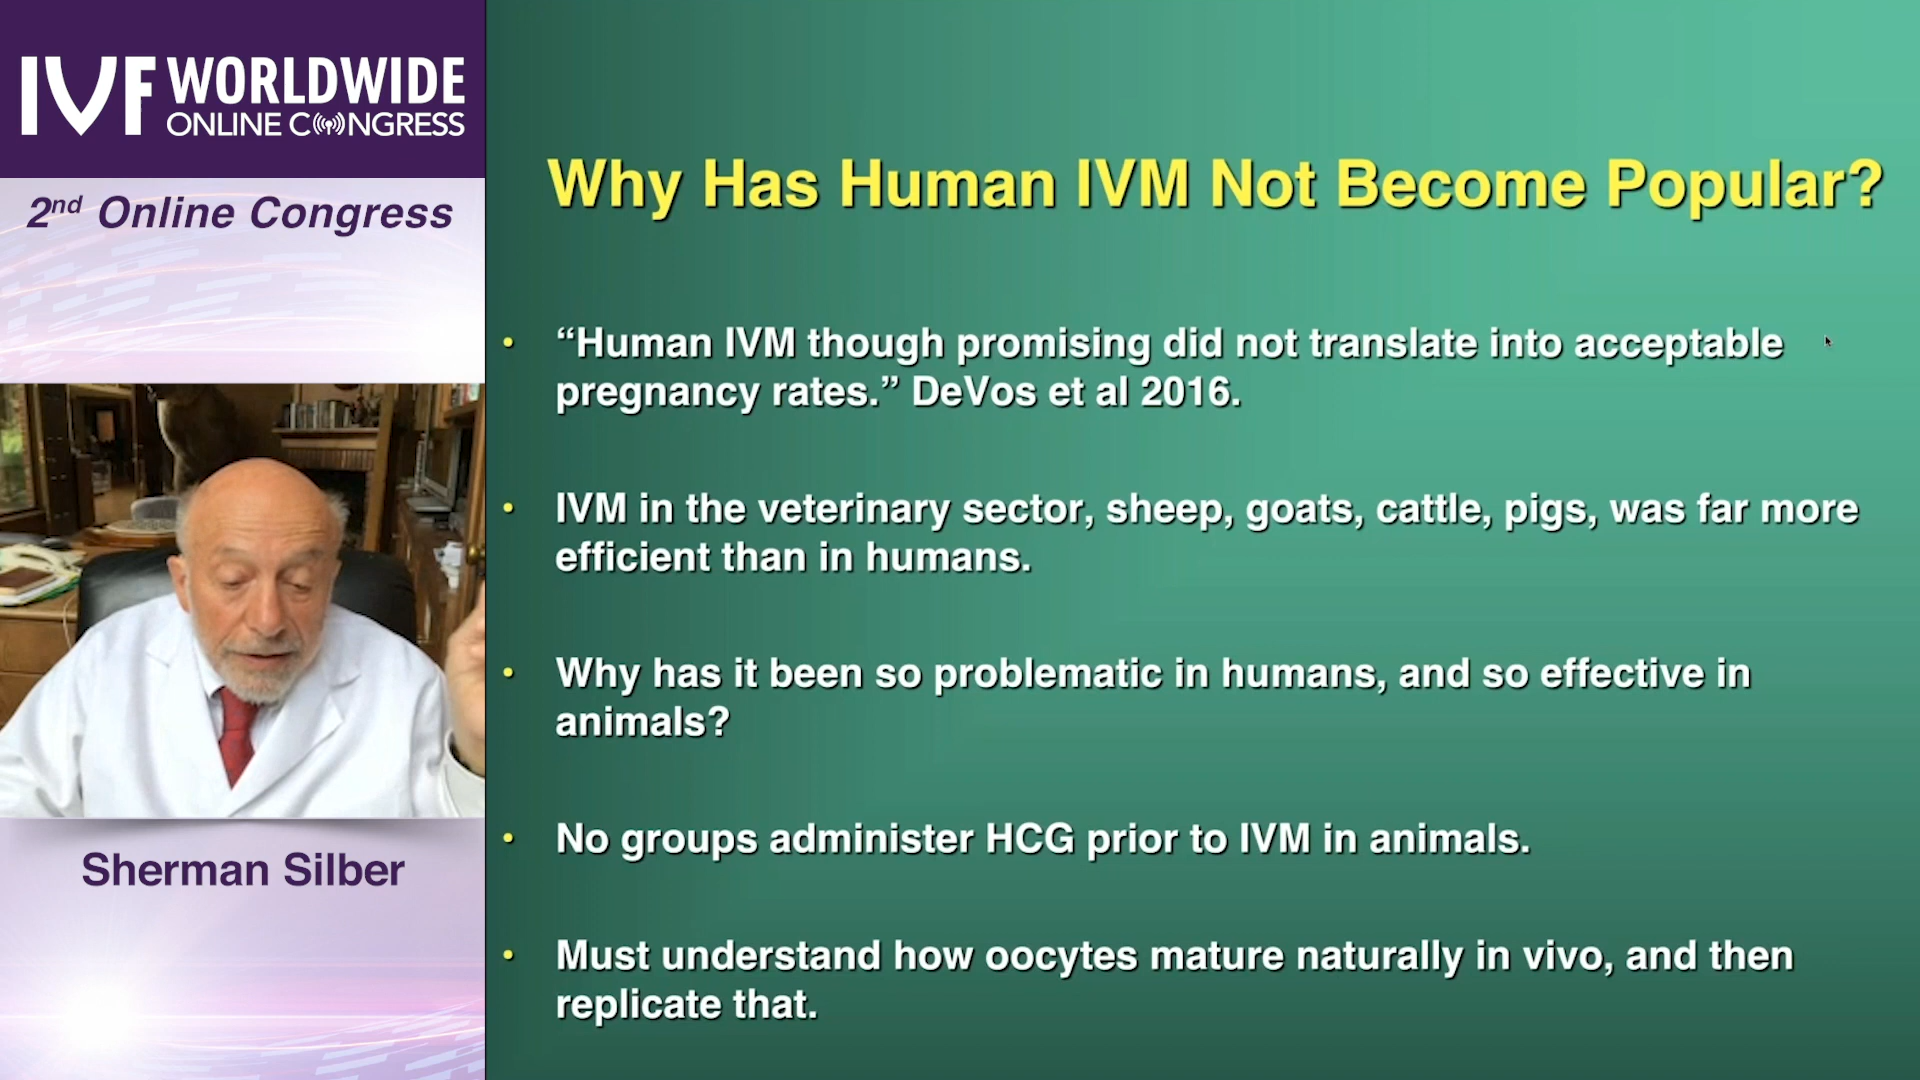 IVF WORLDWIDE
ONLINE CONGRESS
2nd Online Congress
Sherman Silber
Why Has Human IVM Not Become Popular?
• “Human IVM though promising did not translate into acceptable
pregnancy rates.” DeVos et al 2016.
• IVM in the veterinary sector, sheep, goats, cattle, pigs, was far more
efficient than in humans.
• Why has it been so problematic in humans, and so effective in
animals?
• No groups administer HCG prior to IVM in animals.
• Must understand how oocytes mature naturally in vivo, and then
replicate that.